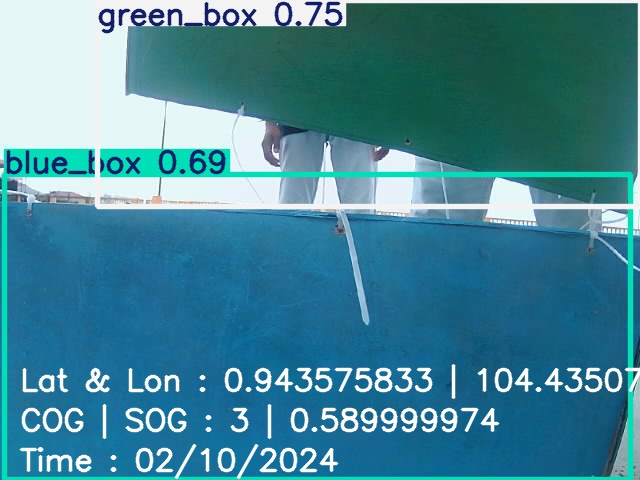 green_box 0.75
blue_box 0.69
Lat & Lon : 0.943575833 | 104.43507
COG | SOG : 3 | 0.589999974
Time : 02/10/2024